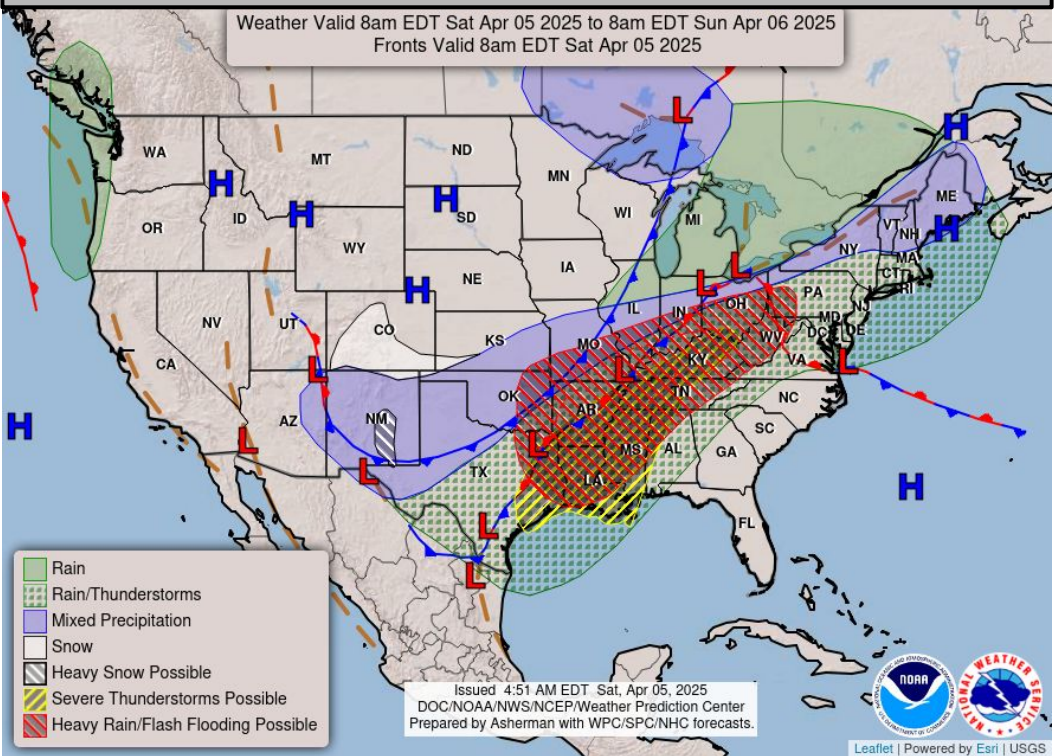 Weather Valid 8am EDT Sat Apr 05 2025 to 8am EDT Sun Apr 06 2025
Fronts Valid 8am EDT Sat Apr 05 2025
L
H
WA
MT
ND
MN
H
H
H
SD
OR
ID
WI
MI
ME
VT
NH
H
NY
WY
IA
NE
MA
CT
RI
L
L
H
PA
OH
NJ
IL
IN
MD
DE
DC
NV
UT
CO
KS
MO
WV
VA
KY
L
CA
L
L
OK
NC
AZ
NM
AR
TN
H
L
L
SC
MS
AL
GA
L
TX
LA
H
L
FL
L
Rain
Rain/Thunderstorms
Mixed Precipitation
Snow
Heavy Snow Possible
Severe Thunderstorms Possible
Heavy Rain/Flash Flooding Possible
Issued 4:51 AM EDT Sat, Apr 05, 2025
DOC/NOAA/NWS/NCEP/Weather Prediction Center
Prepared by Asherman with WPC/SPC/NHC forecasts.
NOAA
NATIONAL WEATHER SERVICE
Leaflet | Powered by Esri | USGS